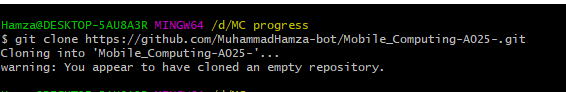 Hamza@DESKTOP-5AU8A3R MINGW64 /d/MC progress
$ git clone https://github.com/MuhammadHamza-bot/Mobile_Computing-A025-.git
Cloning into 'Mobile_Computing-A025-'...
warning: You appear to have cloned an empty repository.